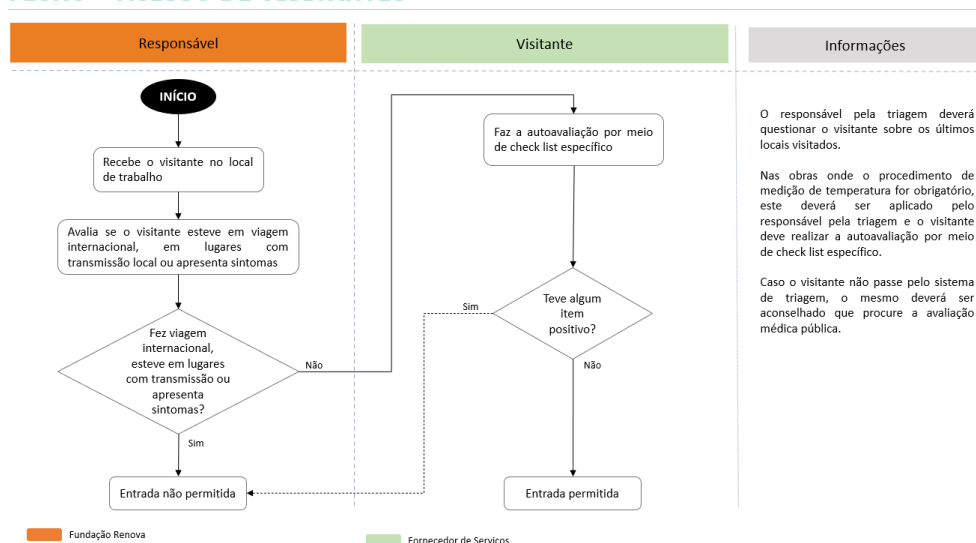 Responsável
Visitante
Informações
INÍCIO
Recebe o visitante no local
de trabalho
Avalia se o visitante esteve em viagem
internacional, em lugares com
transmissão local ou apresenta sintomas
Fez viagem
internacional,
esteve em lugares
com transmissão ou
apresenta
sintomas?
Não
Sim
Entrada não permitida
Faz a autoavaliação por meio
de check list específico
Teve algum
item
positivo?
Sim
Não
Entrada permitida
O responsável pela triagem deverá
questionar o visitante sobre os últimos
locais visitados.
Nas obras onde o procedimento de
medição de temperatura for obrigatório,
este deverá ser aplicado pelo
responsável pela triagem e o visitante
deve realizar a autoavaliação por meio
de check list específico.
Caso o visitante não passe pelo sistema
de triagem, o mesmo deverá ser
aconselhado que procure a avaliação
médica pública.
Fundação Renova
Fornecedor de Serviços